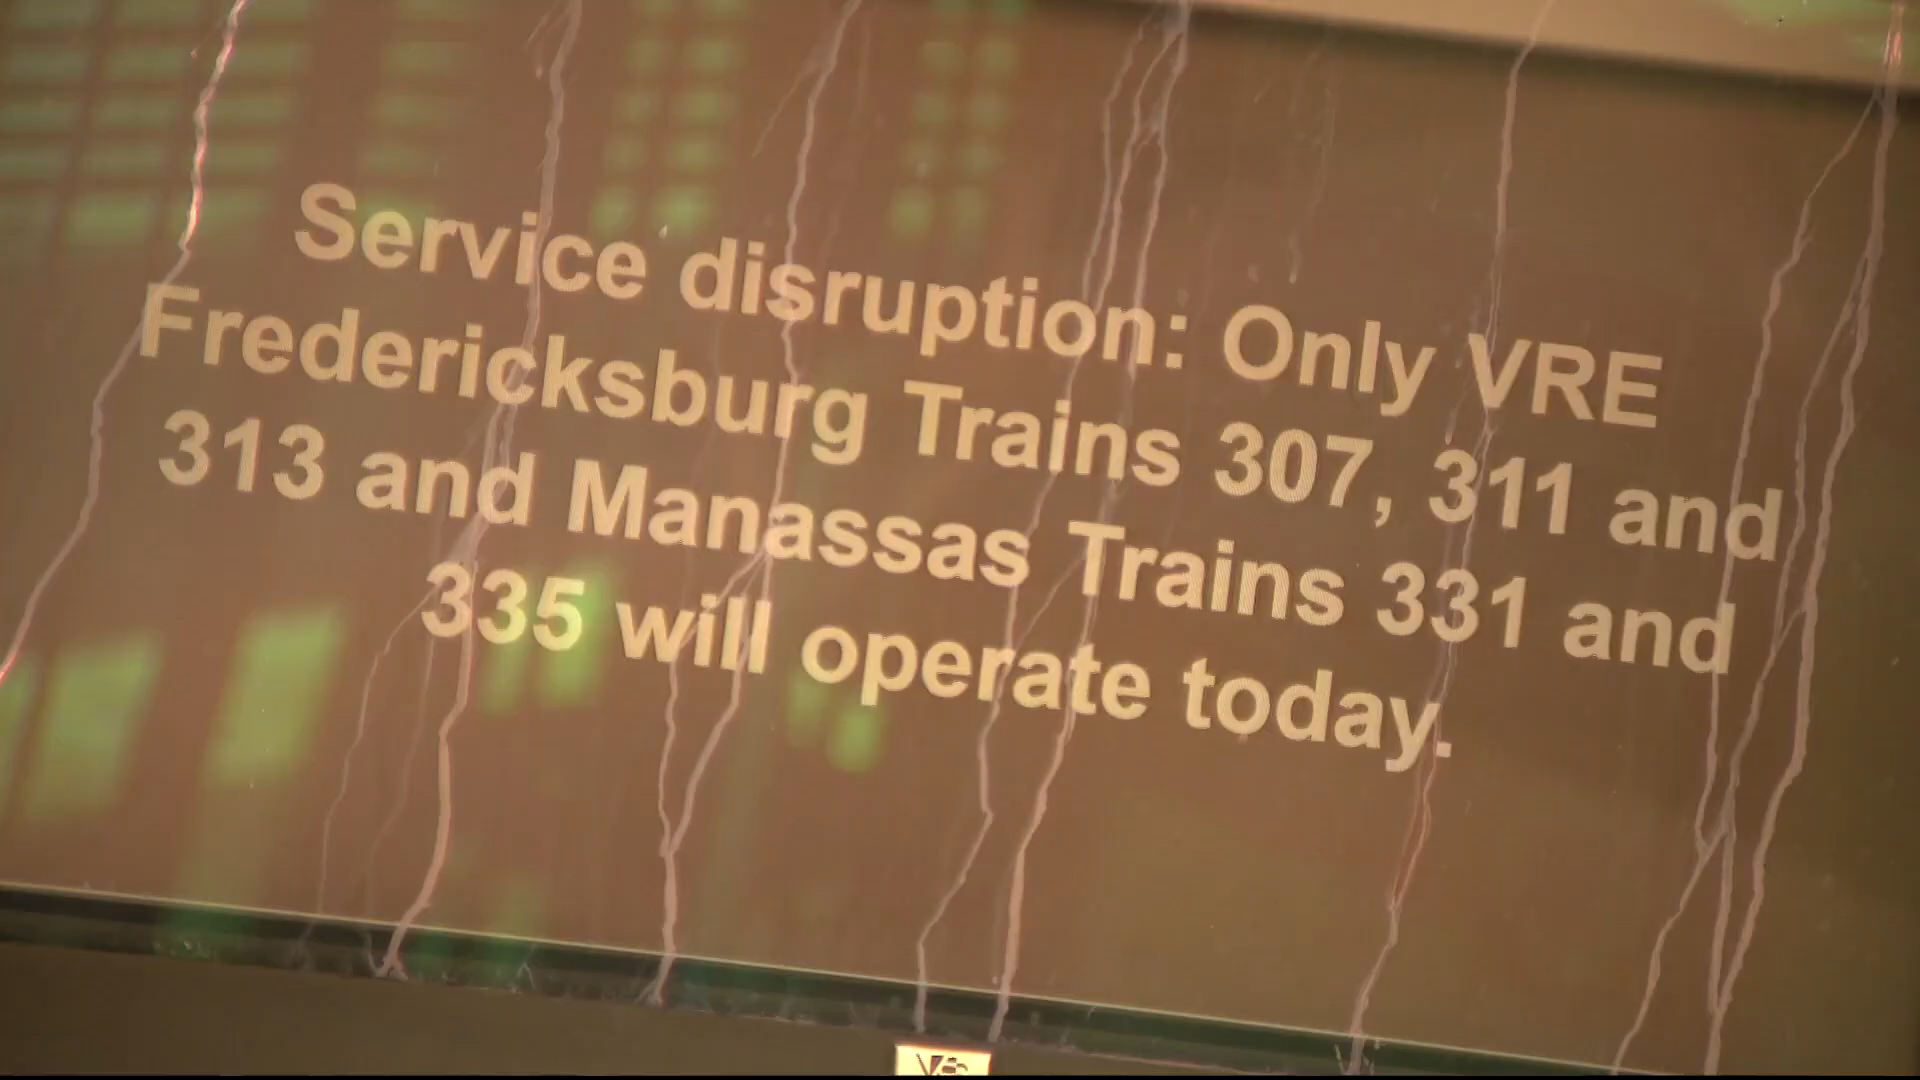 Service disruption: Only VRE
Fredericksburg Trains 307, 311 and
313 and Manassas Trains 331 and
335 will operate today.